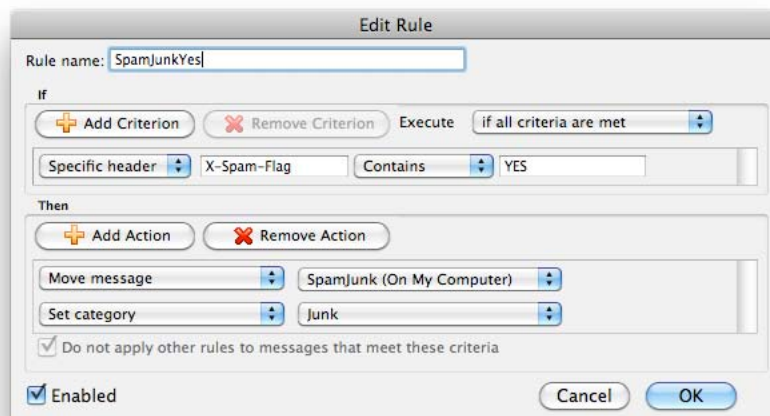 Edit Rule
Rule name: SpamJunkYes
If
Add Criterion Remove Criterion Execute if all criteria are met
Specific header X-Spam-Flag Contains YES
Then
Add Action Remove Action
Move message SpamJunk (On My Computer)
Set category Junk
Do not apply other rules to messages that meet these criteria
Enabled Cancel OK